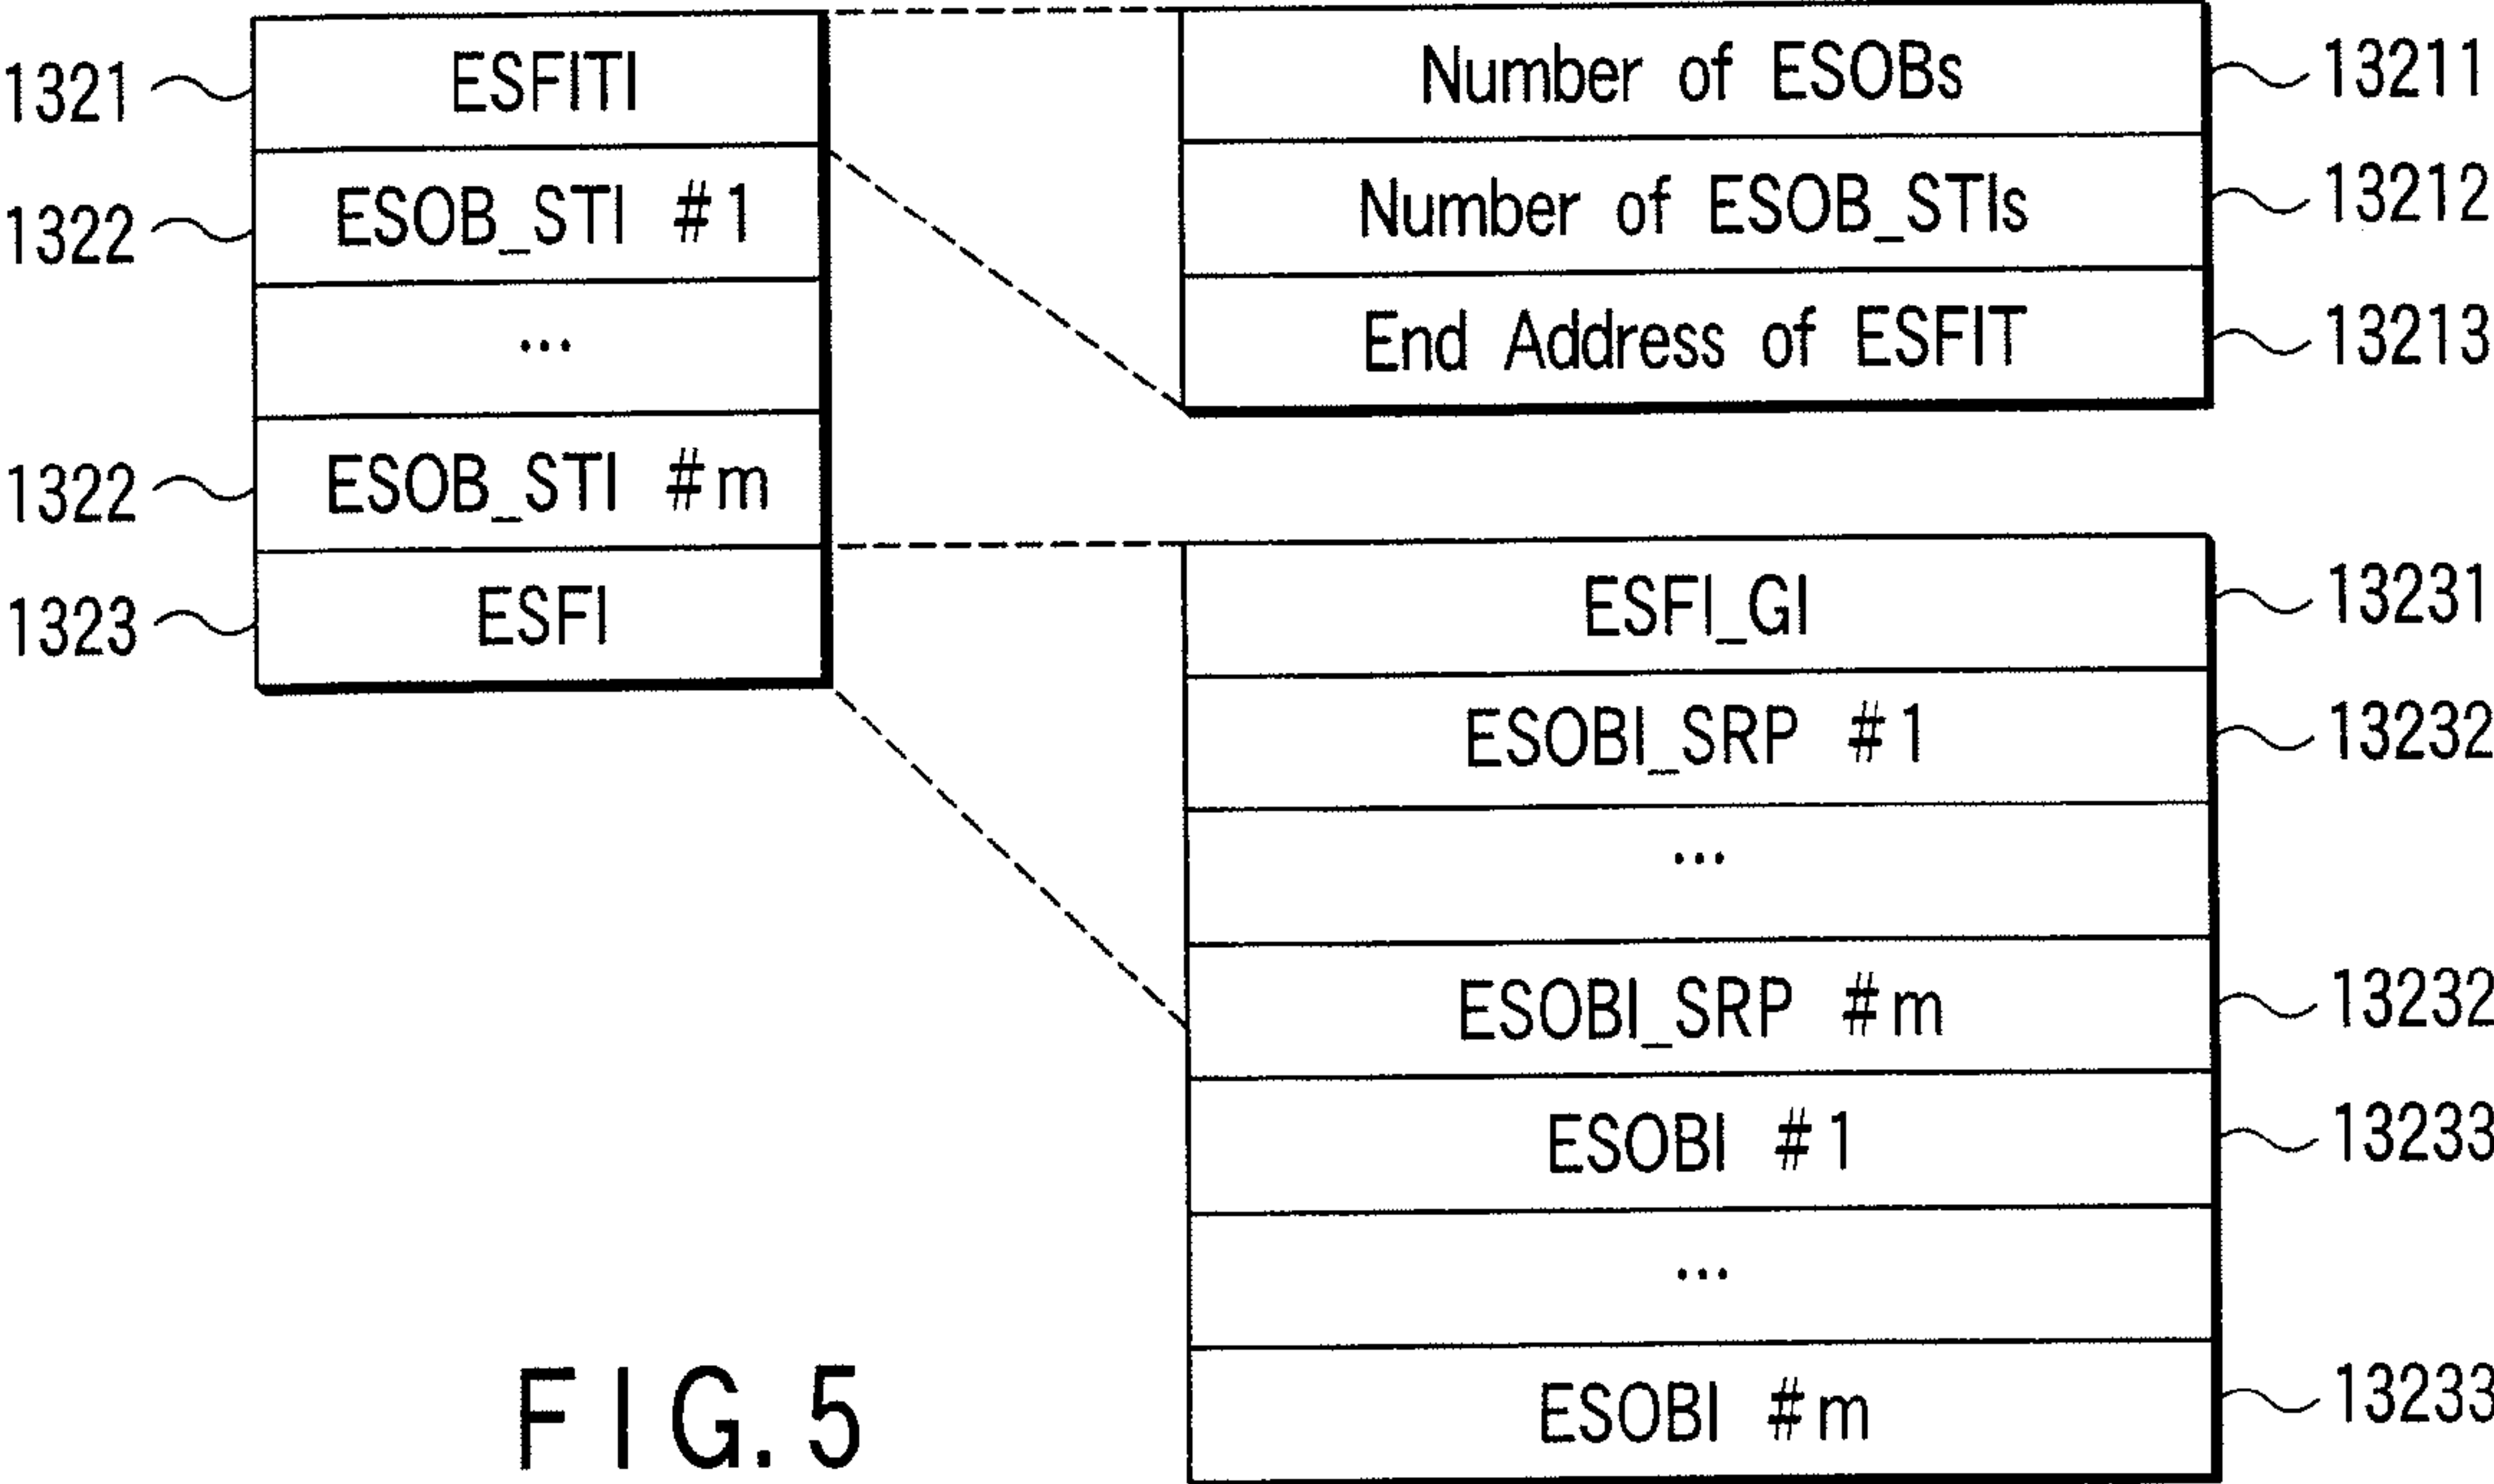 1321 ESFITI
1322 ESOB_STI #1
...
1322 ESOB_STI #m
1323 ESFI
Number of ESOBs 13211
Number of ESOB_STIs 13212
End Address of ESFIT 13213
ESFI_GI 13231
ESOBI_SRP #1 13232
...
ESOBI_SRP #m 13232
ESOBI #1 13233
...
ESOBI #m 13233
FIG. 5